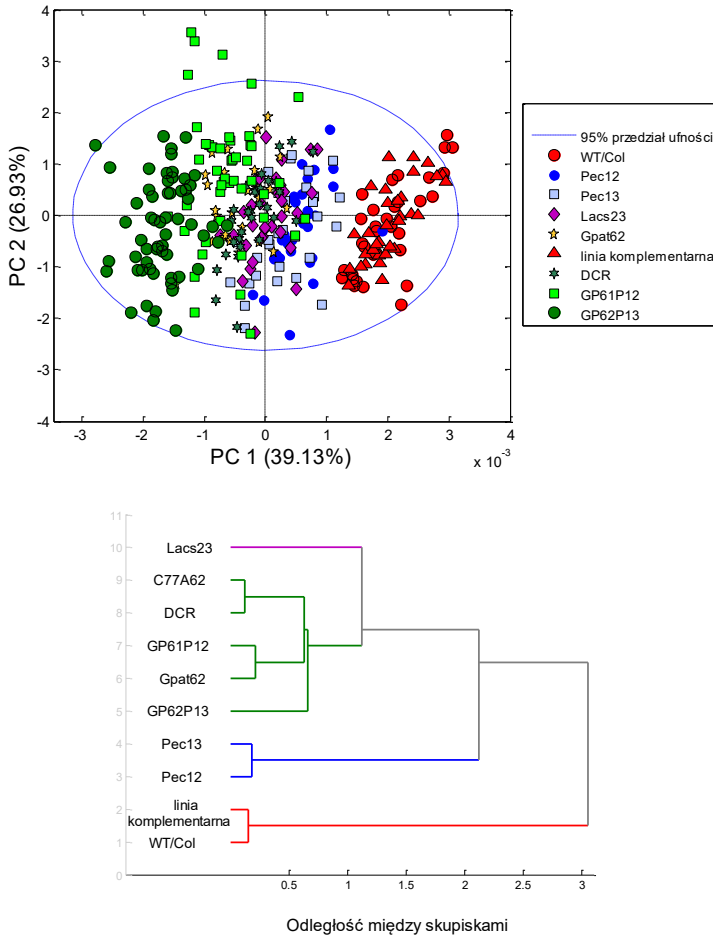 4
3
2
1
0
-1
-2
-3
-4
PC 2 (26.93%)
-3 -2 -1 0 1 2 3 4
PC 1 (39.13%)
x 10⁻³
95% przedział ufności
WT/Col
Pec12
Pec13
Lacs23
Gpat62
linia komplementarna
DCR
GP61P12
GP62P13
11
10 Lacs23
9 C77A62
8 DCR
7 GP61P12
6 Gpat62
5 GP62P13
4 Pec13
3 Pec12
2 linia
komplementarna
1 WT/Col
0
0.5 1 1.5 2 2.5 3
Odległość między skupiskami